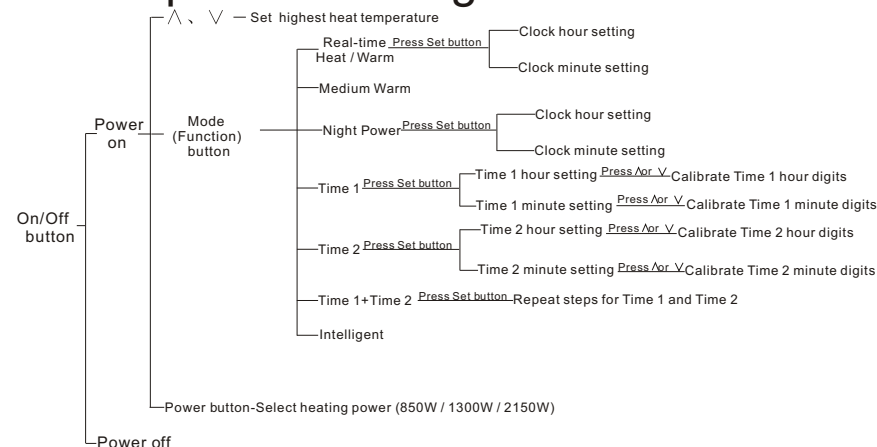 ∧、∨ — Set highest heat temperature
Real-time Heat / Warm Press Set button Clock hour setting
Clock minute setting
Medium Warm
Power on
Mode (Function) button
Night Power Press Set button Clock hour setting
Clock minute setting
Time 1 Press Set button Time 1 hour setting Press ∧or ∨ Calibrate Time 1 hour digits
Time 1 minute setting Press ∧or ∨ Calibrate Time 1 minute digits
On/Off button
Time 2 Press Set button Time 2 hour setting Press ∧or ∨ Calibrate Time 2 hour digits
Time 2 minute setting Press ∧or ∨ Calibrate Time 2 minute digits
Time 1+Time 2 Press Set button Repeat steps for Time 1 and Time 2
Intelligent
Power button-Select heating power (850W / 1300W / 2150W)
Power off